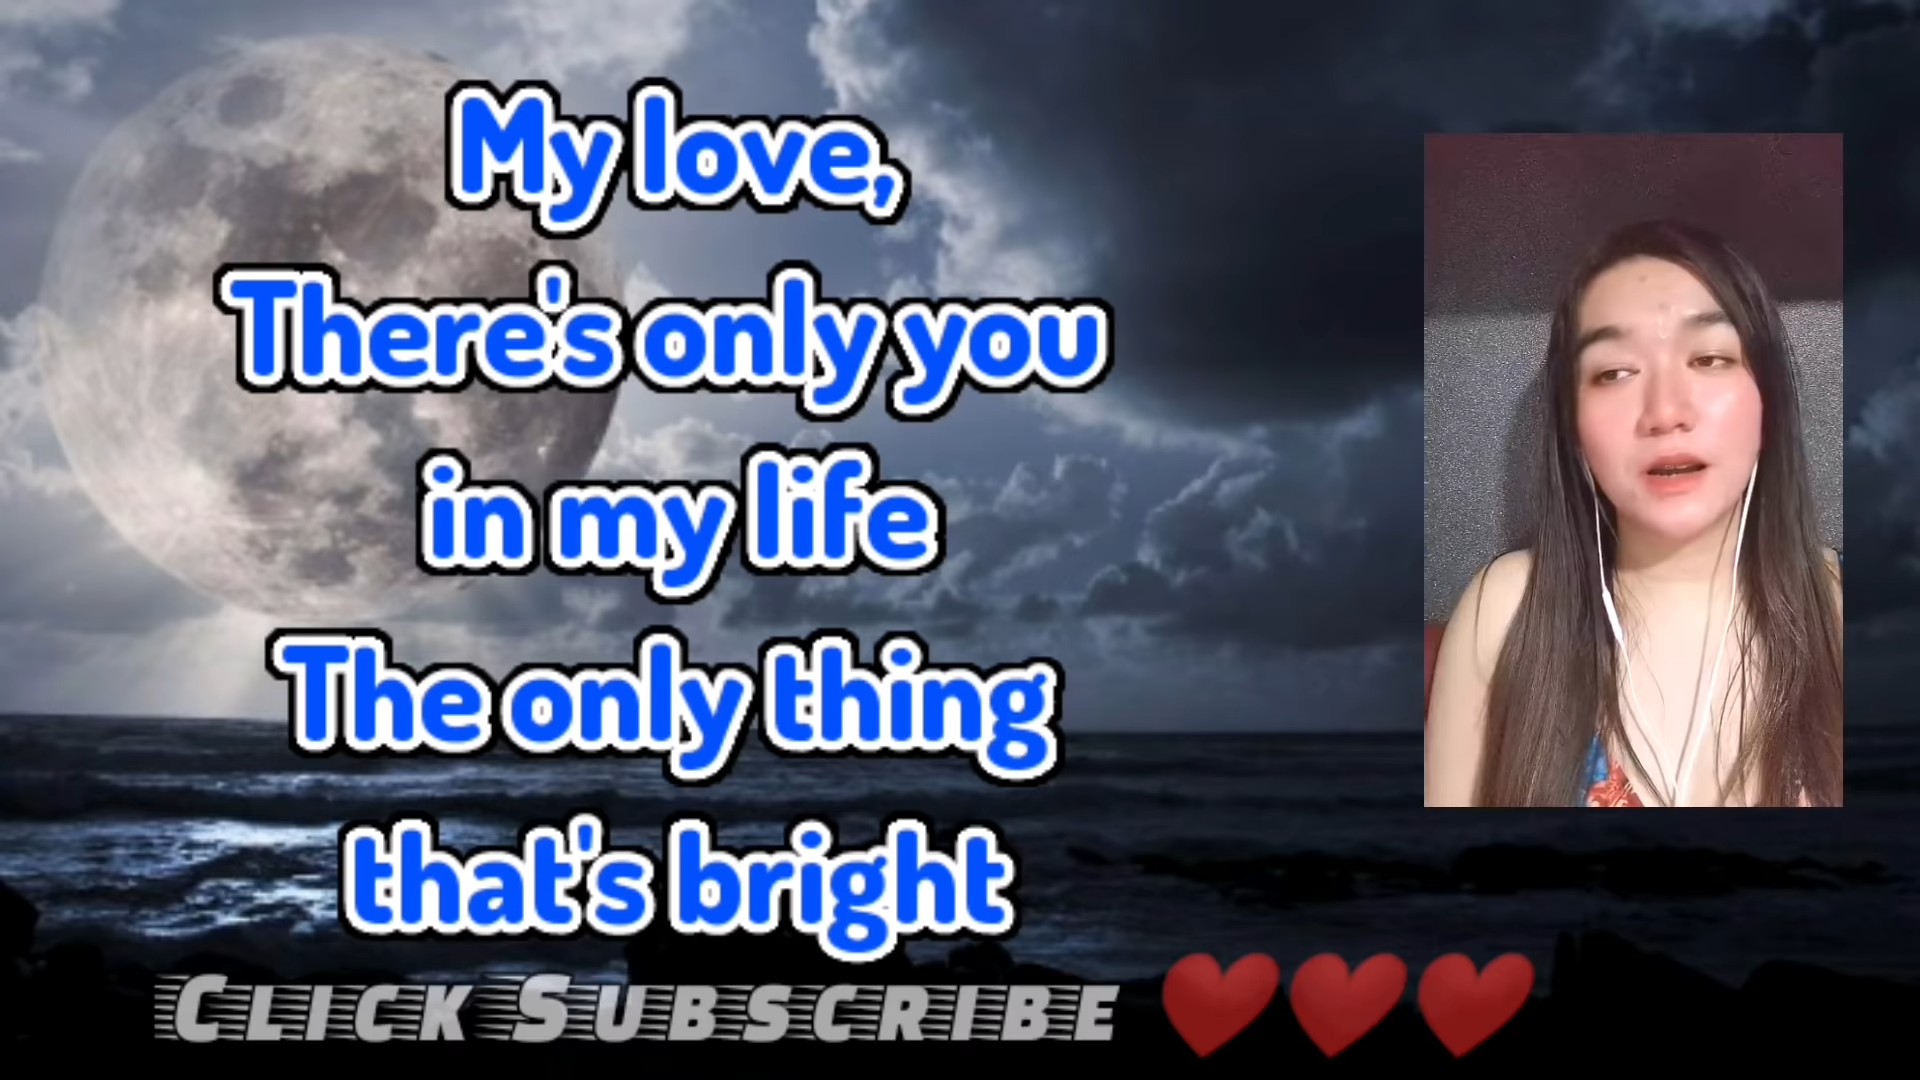 My love,
There's only you
in my life
The only thing
that's bright
CLICK SUBSCRIBE